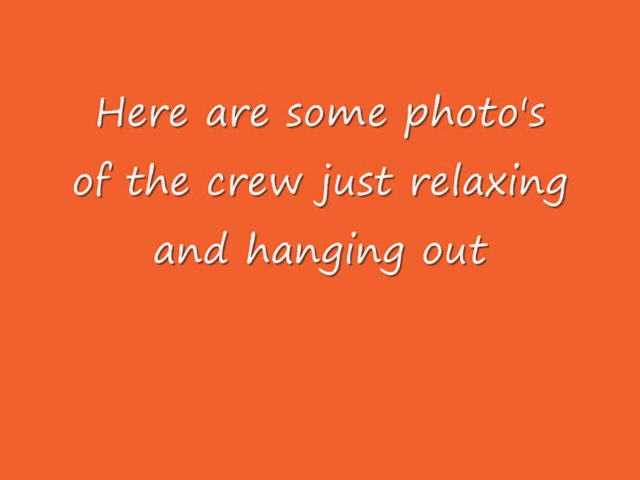 Here are some photo's
of the crew just relaxing
and hanging out